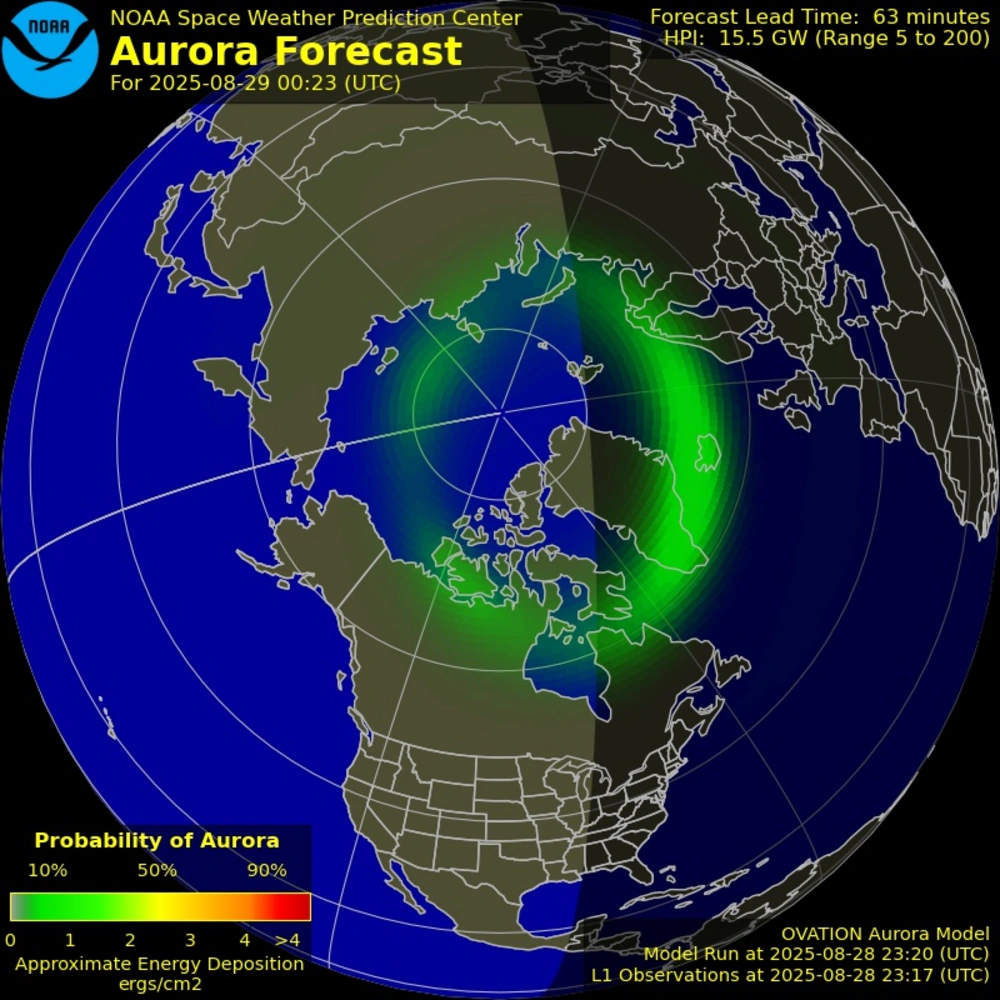 NOAA
NOAA Space Weather Prediction Center
Aurora Forecast
For 2025-08-29 00:23 (UTC)
Forecast Lead Time: 63 minutes
HPI: 15.5 GW (Range 5 to 200)
Probability of Aurora
10% 50% 90%
0 1 2 3 4 >4
Approximate Energy Deposition
ergs/cm2
OVATION Aurora Model
Model Run at 2025-08-28 23:20 (UTC)
L1 Observations at 2025-08-28 23:17 (UTC)